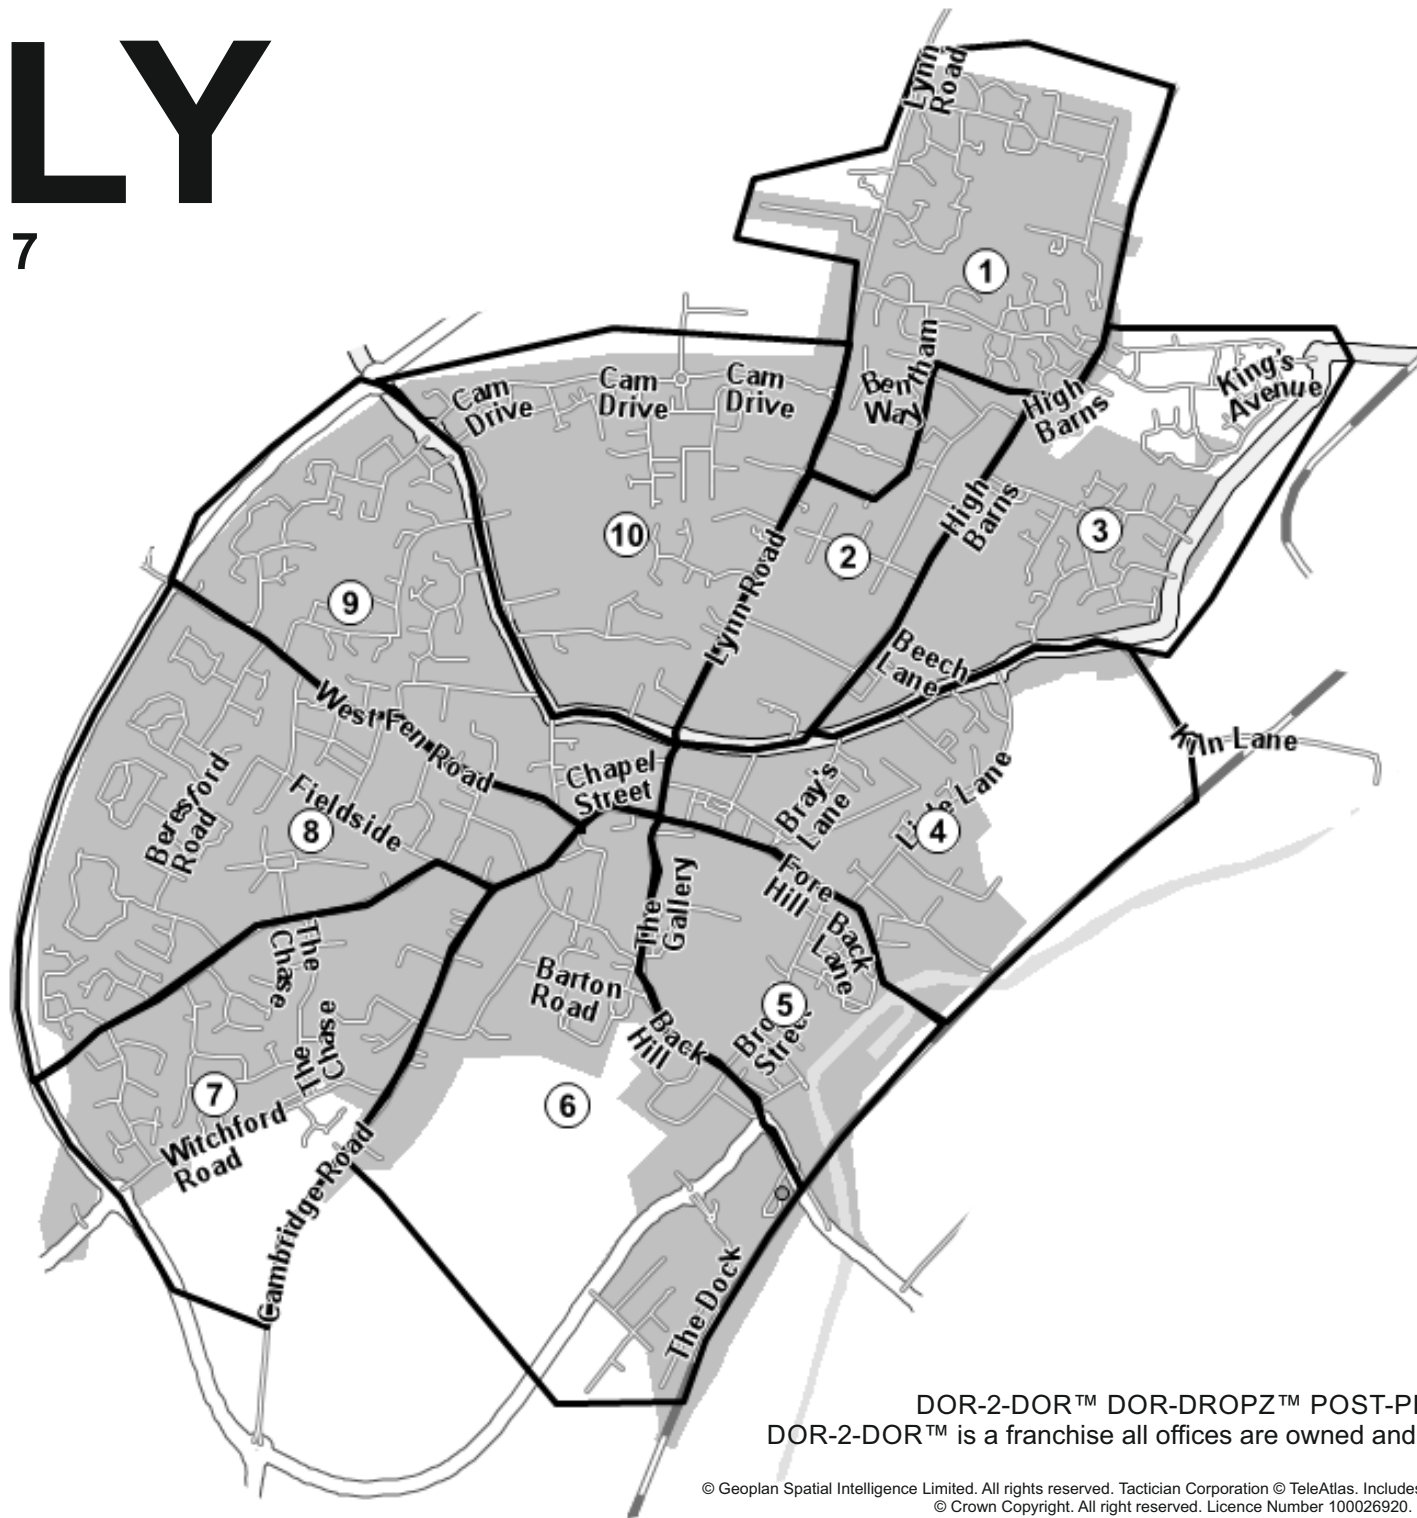 LY
7
Lynn
Road
1
Bentham
Way
High
Barns
King's
Avenue
Cam
Drive
Cam
Drive
Cam
Drive
10
2
High
Barns
3
Lynn Road
9
Beech
Lane
West Fen Road
Kiln Lane
Chapel
Street
Bray's
Lane
4
Beresford
Road
Fieldside
8
Fore
Hill
The
Gallery
Back
Lane
The
Chase
Barton
Road
5
Back
Hill
Street
The
Chase
7
6
Witchford
Road
Cambridge Road
The Dock
DOR-2-DOR™ DOR-DROPZ™ POST-P
DOR-2-DOR™ is a franchise all offices are owned and
© Geoplan Spatial Intelligence Limited. All rights reserved. Tactician Corporation © TeleAtlas. Includes
© Crown Copyright. All right reserved. Licence Number 100026920.